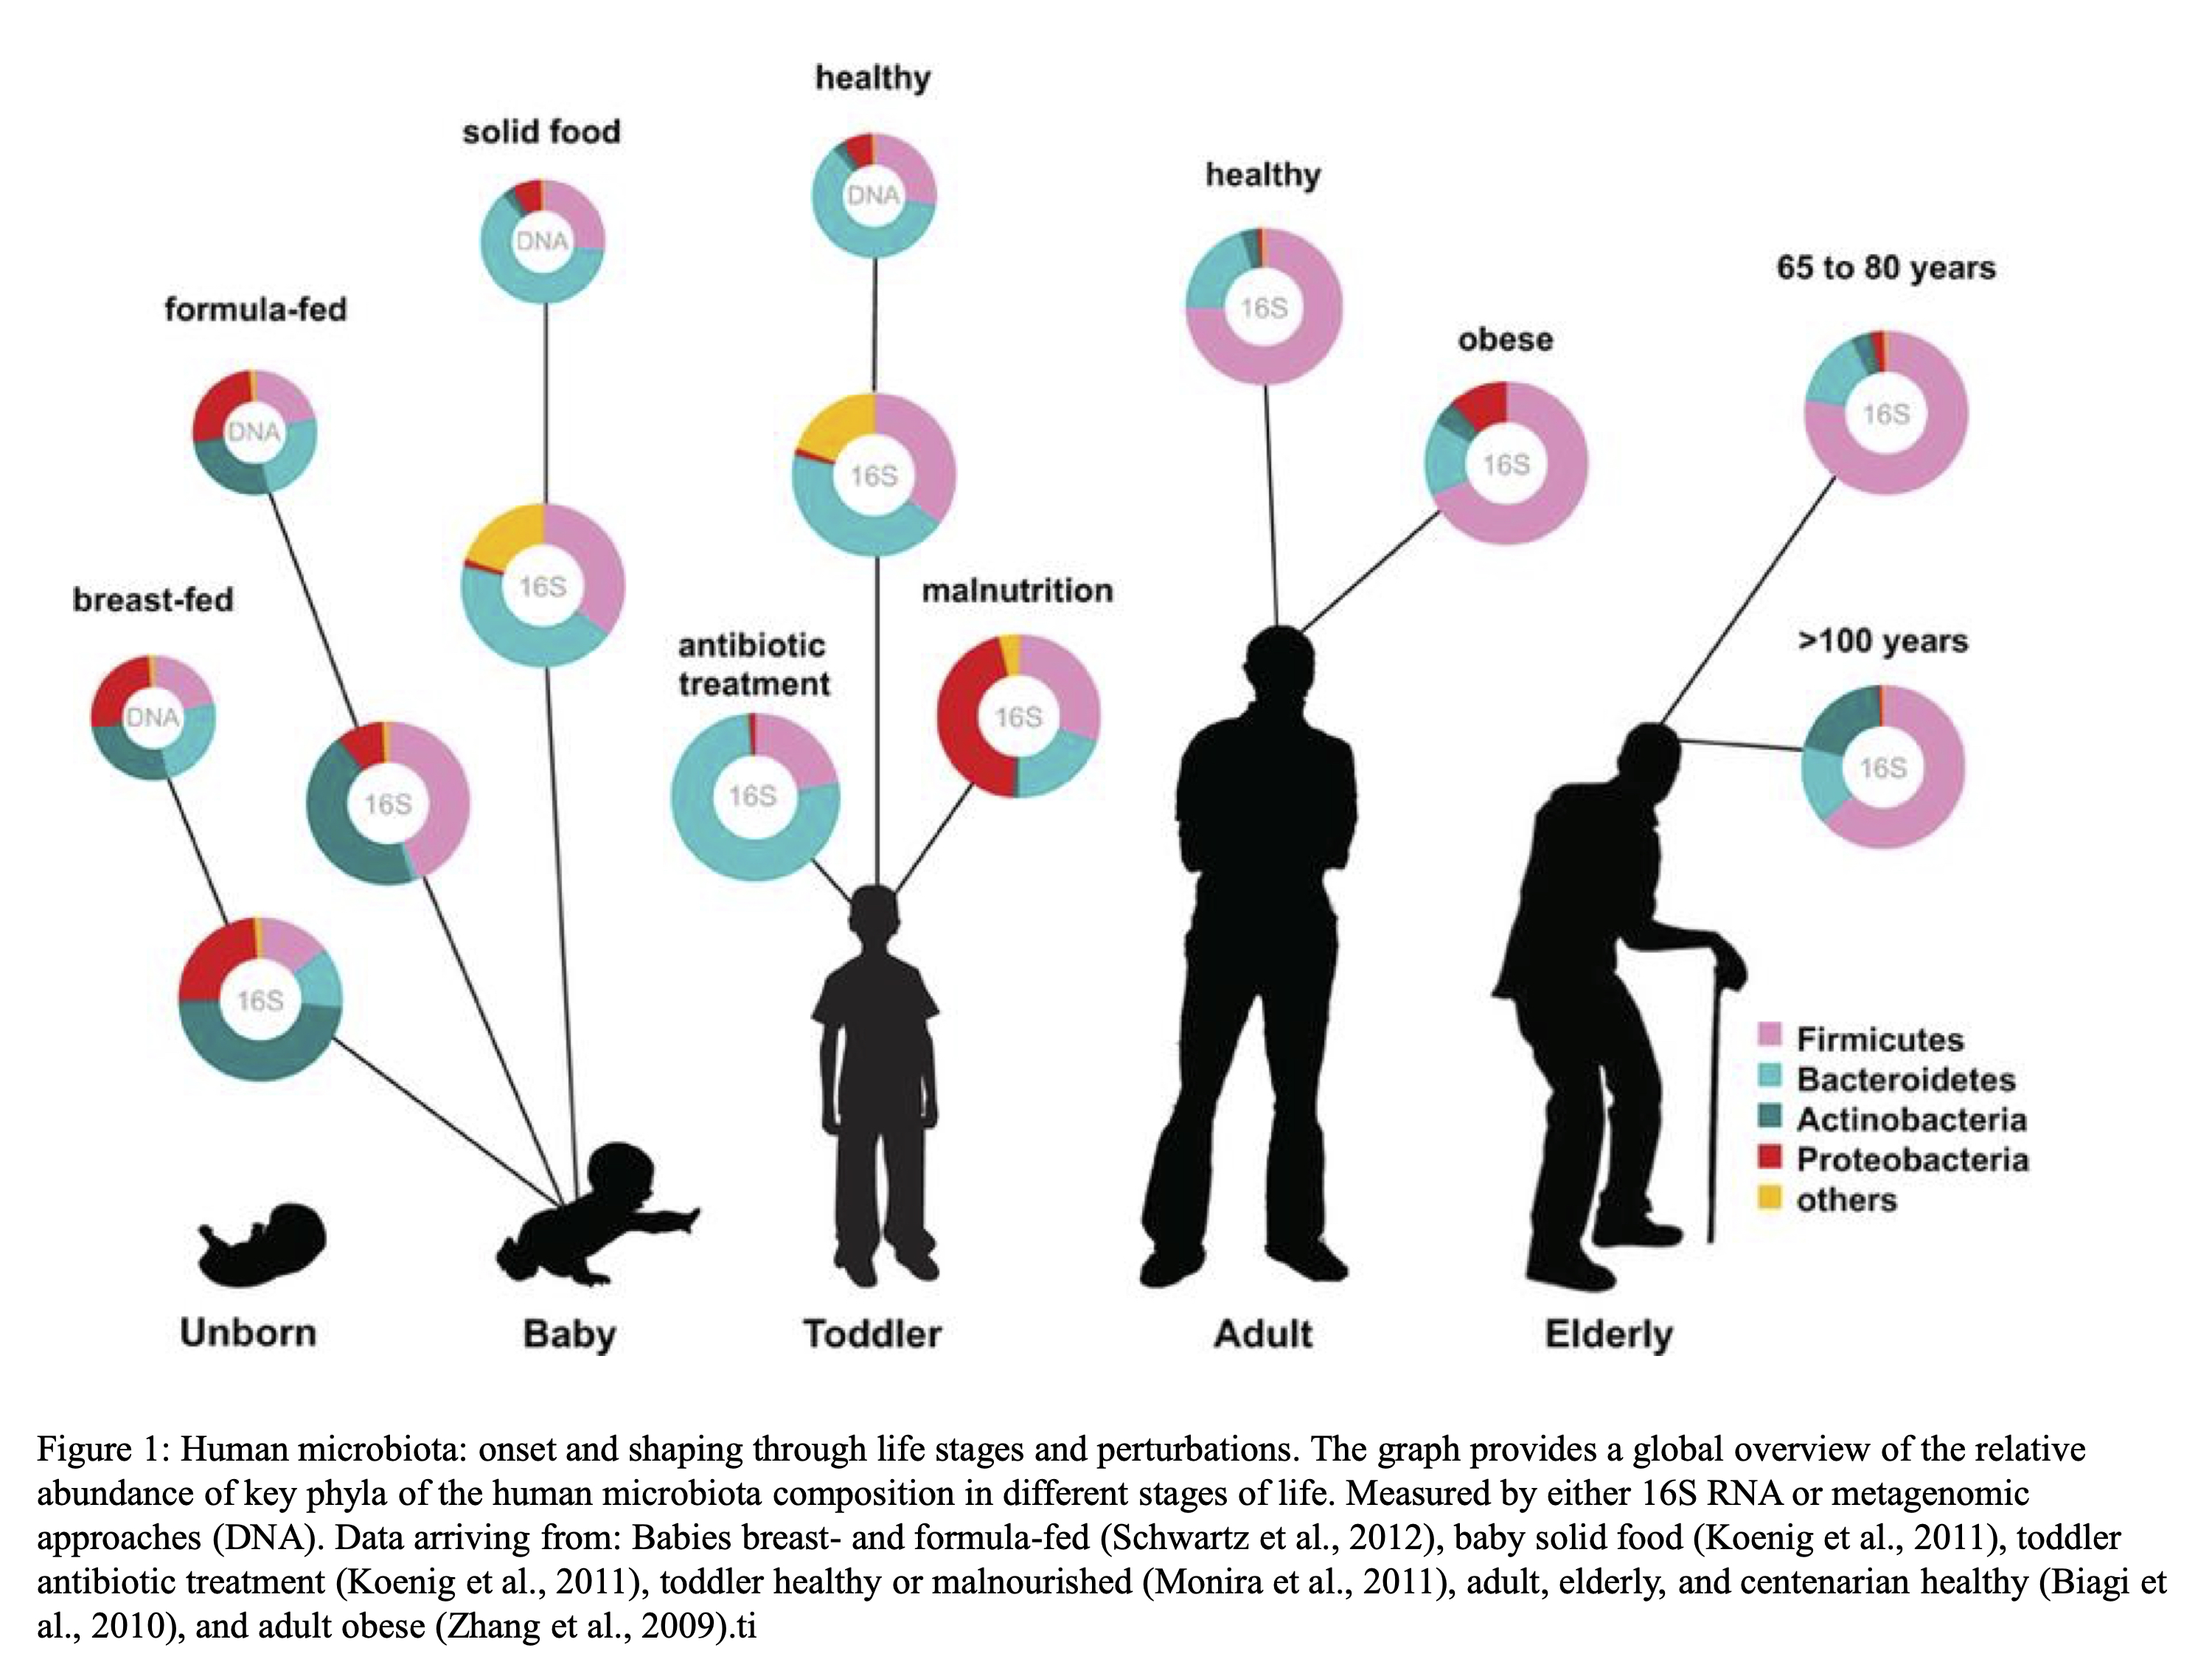 healthy
solid food
DNA
healthy
DNA
formula-fed
65 to 80 years
16S
obese
DNA
16S
16S
16S
breast-fed
16S
malnutrition
antibiotic
treatment
>100 years
DNA
16S
16S
16S
16S
16S
16S
Firmicutes
Bacteroidetes
Actinobacteria
Proteobacteria
others
Unborn
Baby
Toddler
Adult
Elderly
Figure 1: Human microbiota: onset and shaping through life stages and perturbations. The graph provides a global overview of the relative
abundance of key phyla of the human microbiota composition in different stages of life. Measured by either 16S RNA or metagenomic
approaches (DNA). Data arriving from: Babies breast- and formula-fed (Schwartz et al., 2012), baby solid food (Koenig et al., 2011), toddler
antibiotic treatment (Koenig et al., 2011), toddler healthy or malnourished (Monira et al., 2011), adult, elderly, and centenarian healthy (Biagi et
al., 2010), and adult obese (Zhang et al., 2009).ti